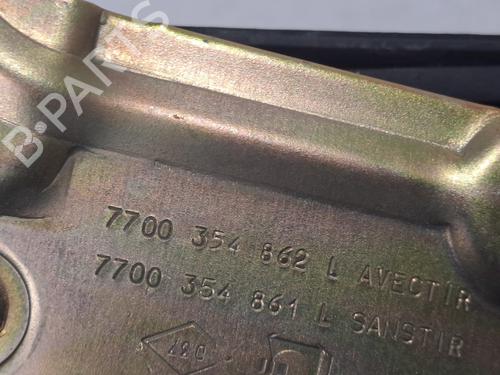 B-PARTS
7700 354 862 L AVECTIR
7700 354 861 L SANSTIR